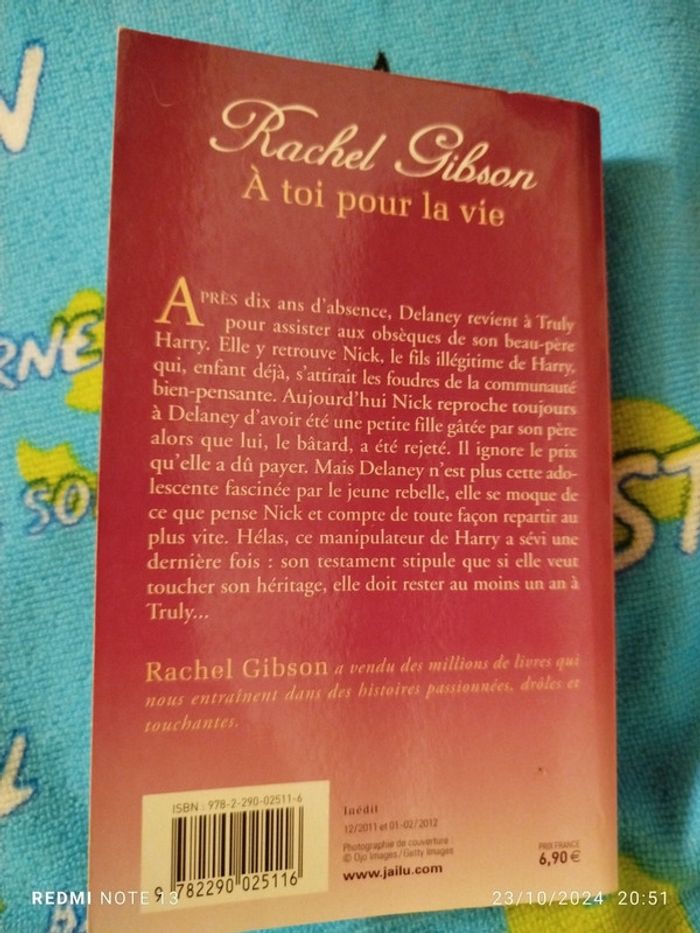 Rachel Gibson
À toi pour la vie
APRÈS dix ans d'absence, Delaney revient à Truly
pour assister aux obsèques de son beau-père
Harry. Elle y retrouve Nick, le fils illégitime de Harry,
qui, enfant déjà, s'attirait les foudres de la communauté
bien-pensante. Aujourd'hui Nick reproche toujours
à Delaney d'avoir été une petite fille gâtée par son père
alors que lui, le bâtard, a été rejeté. Il ignore le prix
qu'elle a dû payer. Mais Delaney n'est plus cette ado-
lescente fascinée par le jeune rebelle, elle se moque de
ce que pense Nick et compte de toute façon repartir au
plus vite. Hélas, ce manipulateur de Harry a sévi une
dernière fois : son testament stipule que si elle veut
toucher son héritage, elle doit rester au moins un an à
Truly...
Rachel Gibson a vendu des millions de livres qui
nous entraînent dans des histoires passionnées, drôles et
touchantes.
ISBN : 978-2-290-02511-6
9 782290 025116
Inédit
12/2011 et 01-02/2012
Photographie de couverture :
© Ojo Images / Getty Images
www.jailu.com
PRIX FRANCE
6,90 €
REDMI NOTE 13
23/10/2024 20:51